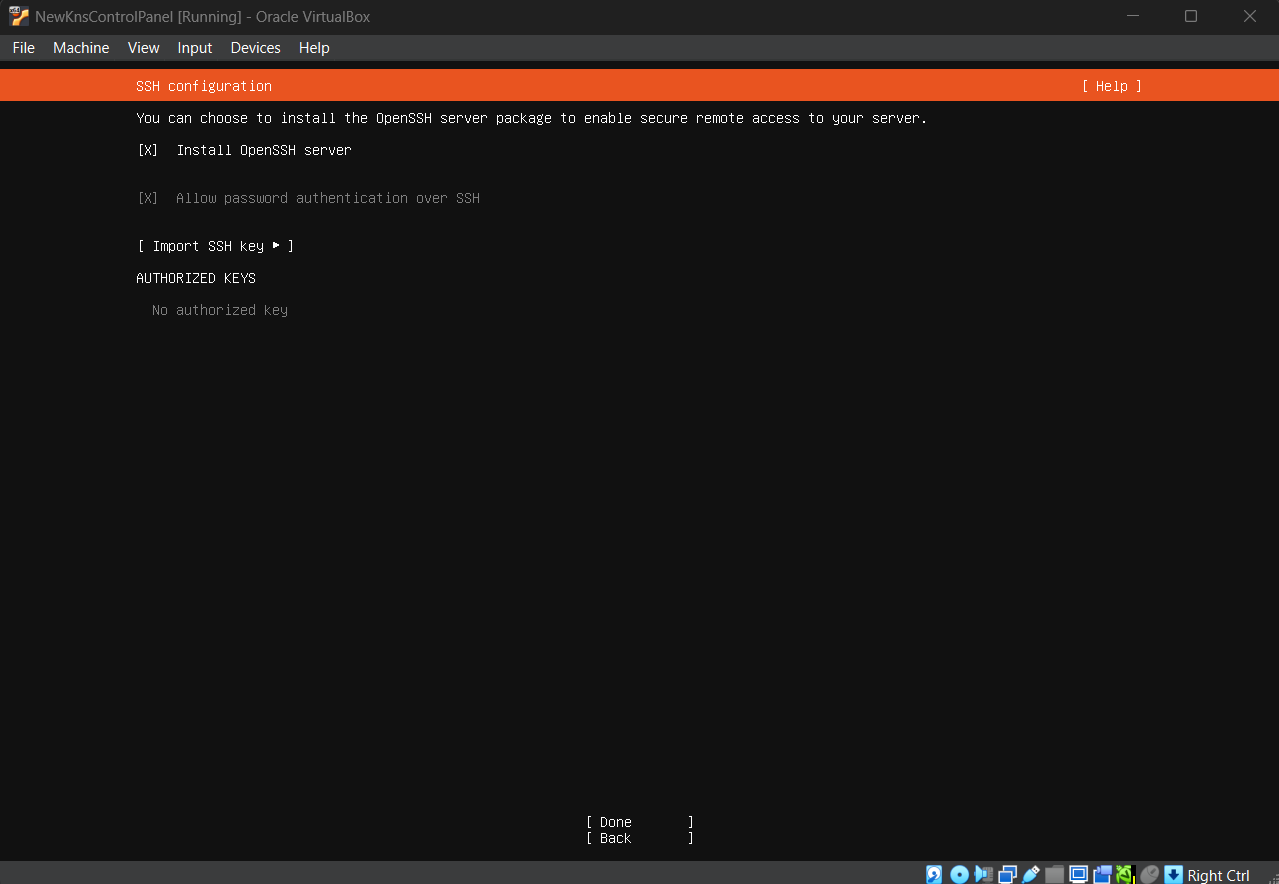 NewKnsControlPanel [Running] - Oracle VirtualBox
File Machine View Input Devices Help
SSH configuration [ Help ]
You can choose to install the OpenSSH server package to enable secure remote access to your server.
[X] Install OpenSSH server
[X] Allow password authentication over SSH
[ Import SSH key ▸ ]
AUTHORIZED KEYS
No authorized key
[ Done ]
[ Back ]
Right Ctrl